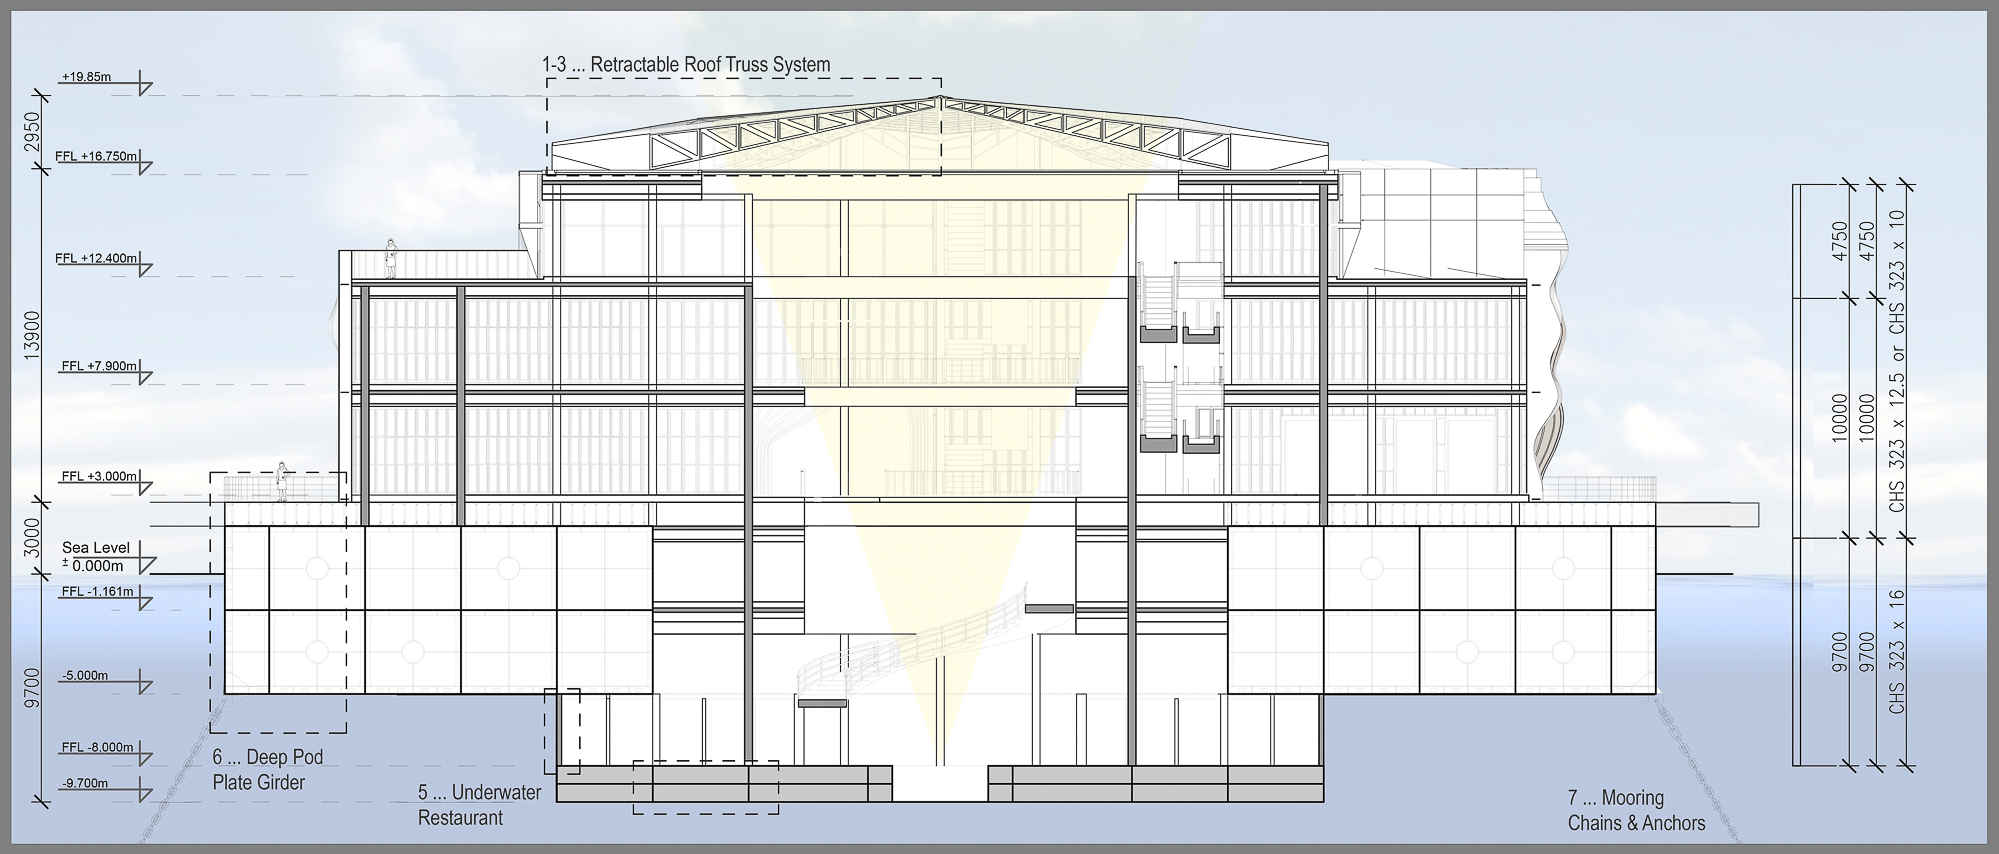 1-3 ... Retractable Roof Truss System
+19.85m
2950
FFL +16.750m
FFL +12.400m
13900
FFL +7.900m
FFL +3.000m
3000
Sea Level
± 0.000m
FFL -1.161m
-5.000m
9700
FFL -8.000m
-9.700m
6 ... Deep Pod
Plate Girder
5 ... Underwater
Restaurant
7 ... Mooring
Chains & Anchors
4750
10000
9700
4750
10000
9700
CHS 323 x 12.5 or CHS 323 x 10
CHS 323 x 16